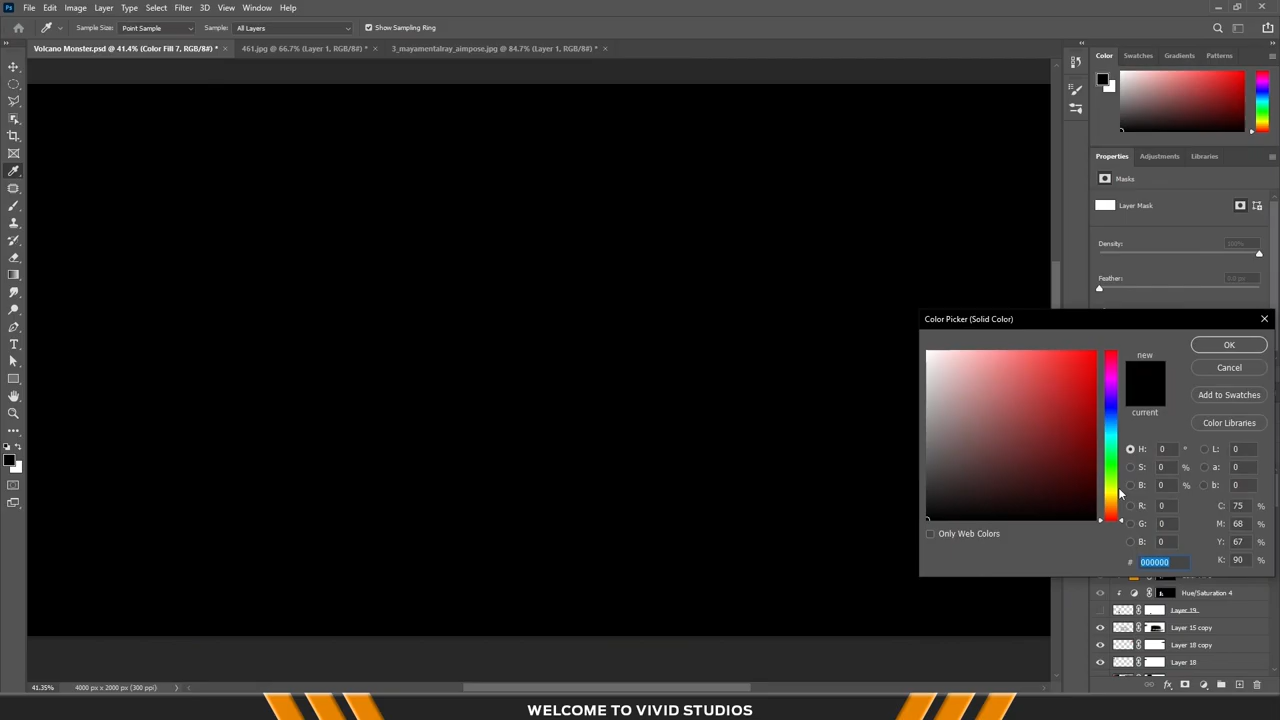 Ps File Edit Image Layer Type Select Filter 3D View Window Help
Sample Size: Point Sample Sample: All Layers Show Sampling Ring
Volcano Monster.psd @ 41.4% (Color Fill 7, RGB/8#) * × 461.jpg @ 66.7% (Layer 1, RGB/8#) * × 3_mayamentalray_aimpose.jpg @ 84.7% (Layer 1, RGB/8#) * ×
Color Swatches Gradients Patterns
Properties Adjustments Libraries
Masks
Layer Mask
Density: 100%
Feather: 0.0 px
Color Picker (Solid Color)
new
current
OK
Cancel
Add to Swatches
Color Libraries
H: 0 ° L: 0
S: 0 % a: 0
B: 0 % b: 0
R: 0 C: 75 %
G: 0 M: 68 %
B: 0 Y: 67 %
# 000000 K: 90 %
Only Web Colors
Hue/Saturation 4
Layer 19
Layer 15 copy
Layer 18 copy
Layer 18
41.35% 4000 px x 2000 px (300 ppi)
WELCOME TO VIVID STUDIOS